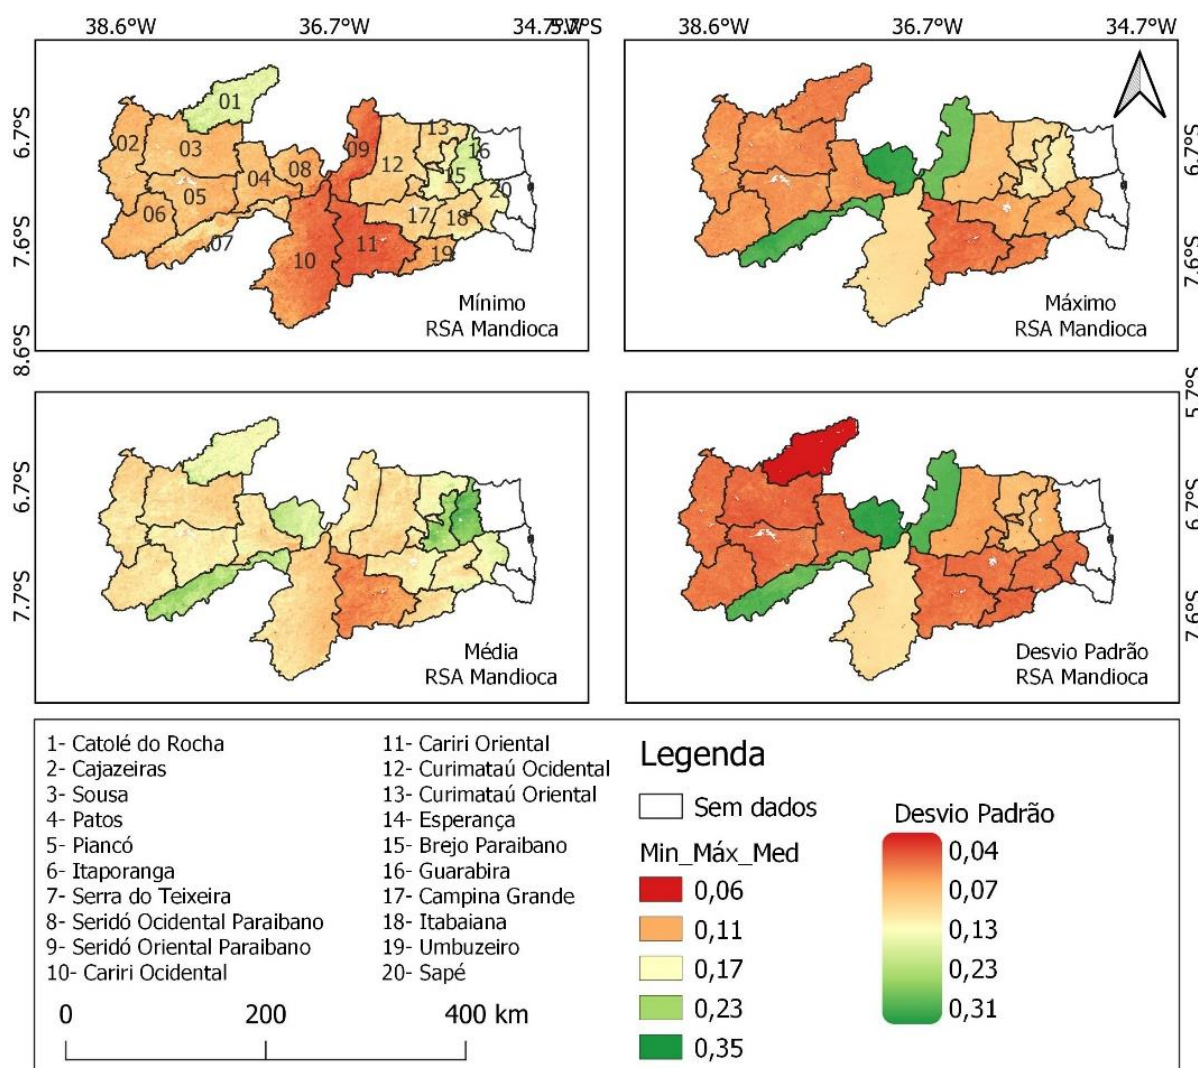 38.6°W 36.7°W 34.7°W 5.7°S 38.6°W 36.7°W 34.7°W
6.7°S
7.6°S
8.6°S
01
02
03
04
05
06
07
08
09
10
11
12
13
15
16
17
18
19
20
Mínimo
RSA Mandioca
Máximo
RSA Mandioca
6.7°S
7.6°S
5.7°S
6.7°S
7.7°S
Média
RSA Mandioca
Desvio Padrão
RSA Mandioca
6.7°S
7.6°S
1- Catolé do Rocha
2- Cajazeiras
3- Sousa
4- Patos
5- Piancó
6- Itaporanga
7- Serra do Teixeira
8- Seridó Ocidental Paraibano
9- Seridó Oriental Paraibano
10- Cariri Ocidental
11- Cariri Oriental
12- Curimataú Ocidental
13- Curimataú Oriental
14- Esperança
15- Brejo Paraibano
16- Guarabira
17- Campina Grande
18- Itabaiana
19- Umbuzeiro
20- Sapé
0 200 400 km
Legenda
Sem dados
Min_Máx_Med
0,06
0,11
0,17
0,23
0,35
Desvio Padrão
0,04
0,07
0,13
0,23
0,31